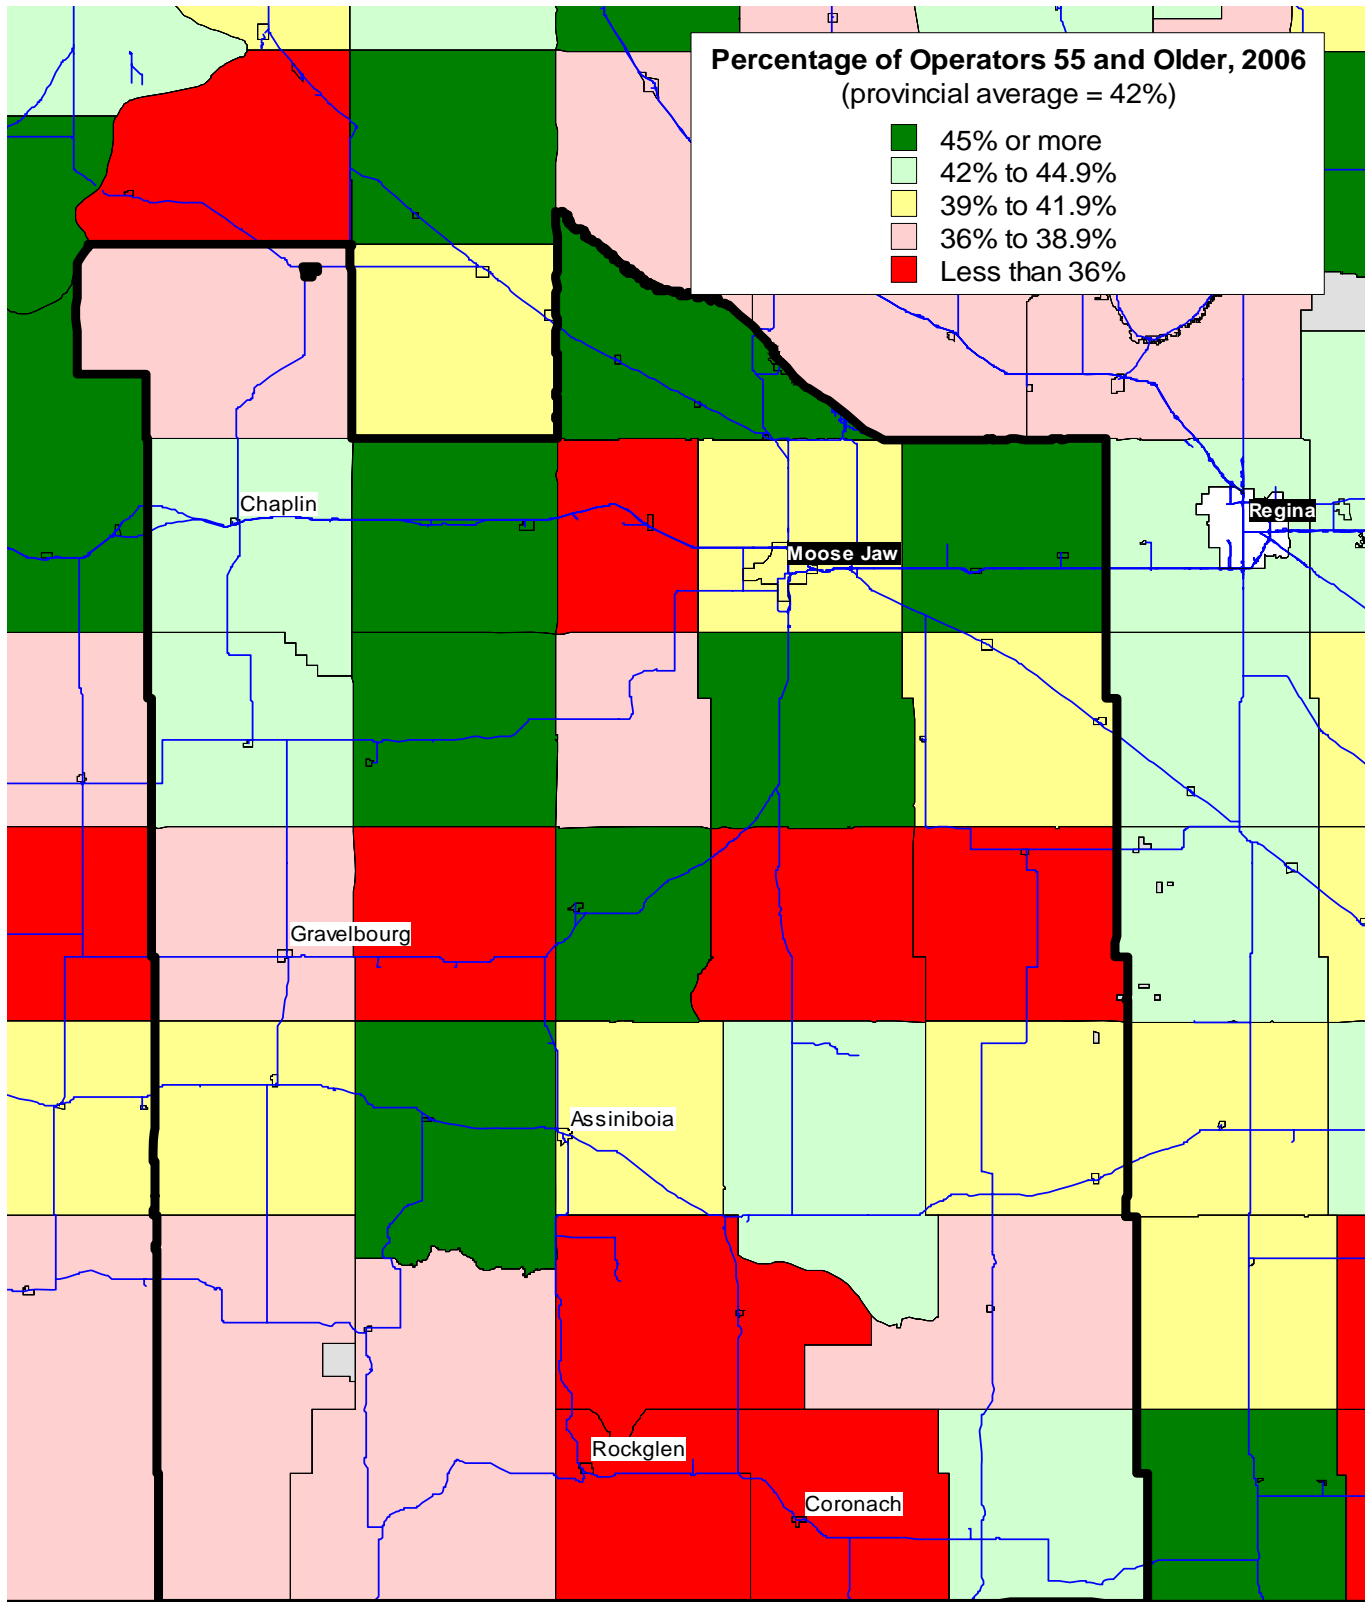 Percentage of Operators 55 and Older, 2006
(provincial average = 42%)
45% or more
42% to 44.9%
39% to 41.9%
36% to 38.9%
Less than 36%
Chaplin
Regina
Moose Jaw
Gravelbourg
Assiniboia
Rockglen
Coronach